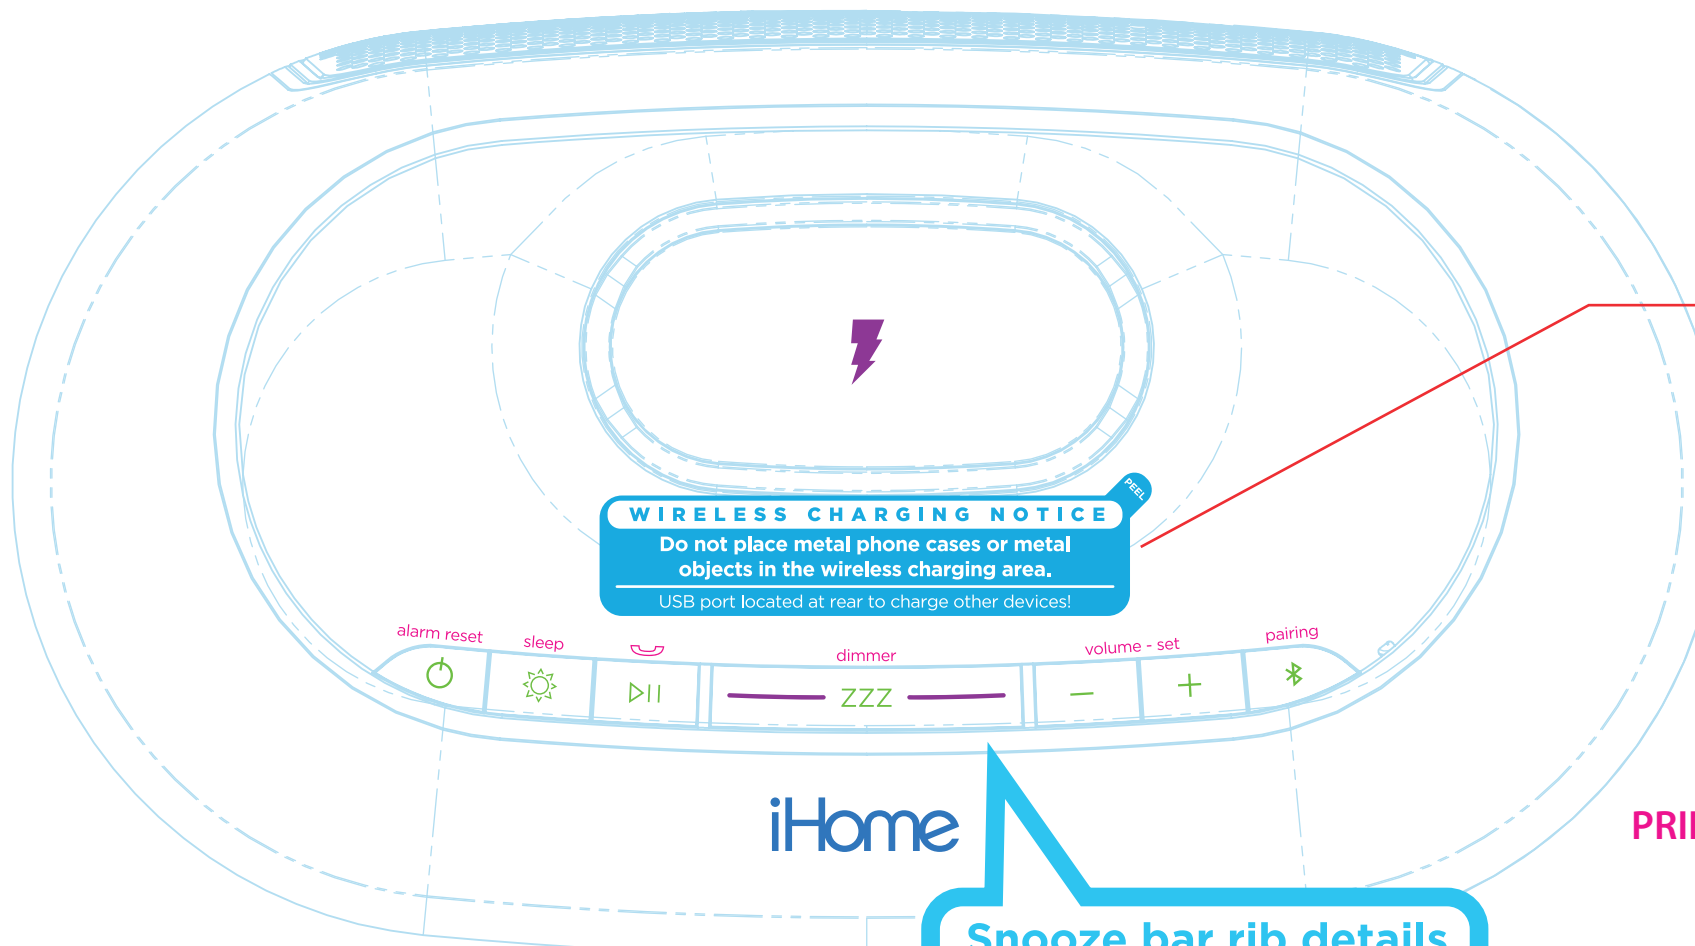 PEEL
WIRELESS CHARGING NOTICE
Do not place metal phone cases or metal
objects in the wireless charging area.
USB port located at rear to charge other devices!
alarm reset
sleep
dimmer
volume - set
pairing
ZZZ
iHome
PRI
Snooze bar rib details